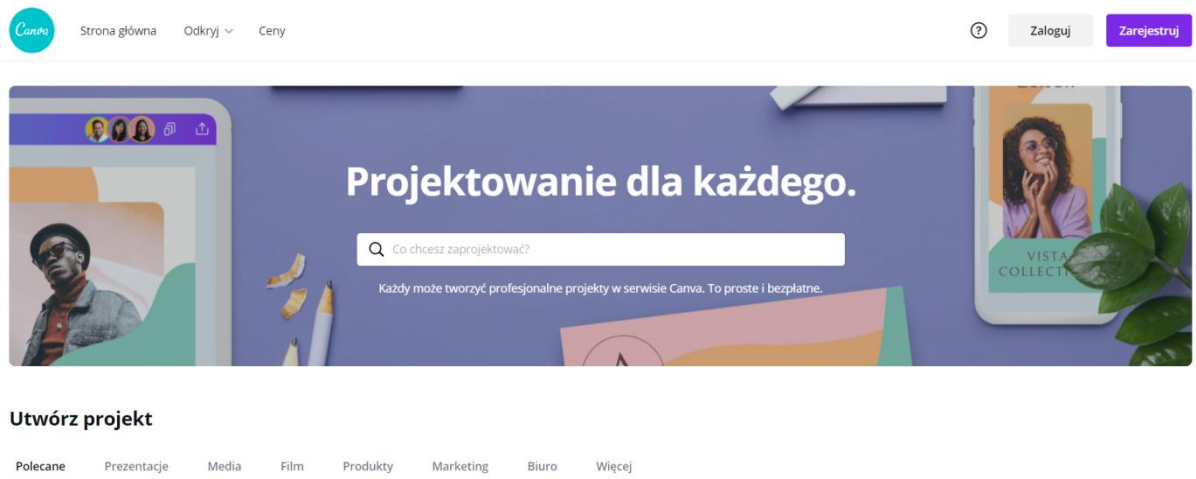 Canva
Strona główna
Odkryj
Ceny
?
Zaloguj
Zarejestruj
Projektowanie dla każdego.
Co chcesz zaprojektować?
Każdy może tworzyć profesjonalne projekty w serwisie Canva. To proste i bezpłatne.
VISTA
Utwórz projekt
Polecane
Prezentacje
Media
Film
Produkty
Marketing
Biuro
Więcej